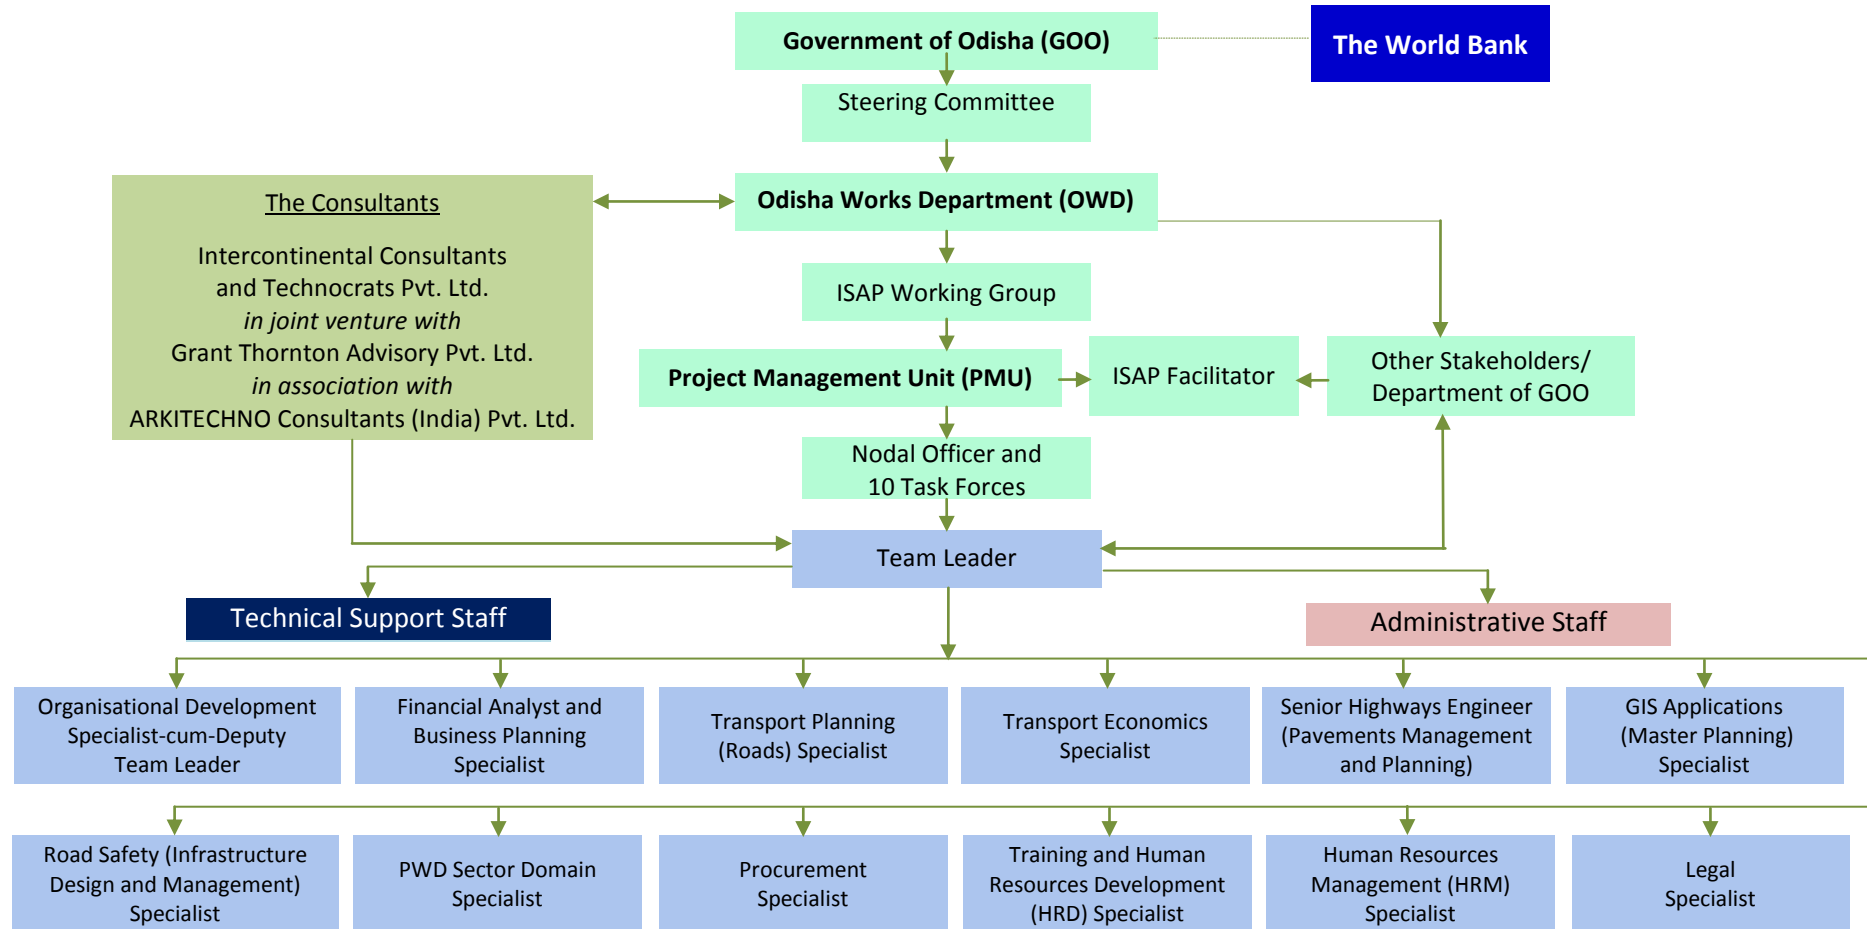 Government of Odisha (GOO)
The World Bank
Steering Committee
The Consultants
Intercontinental Consultants
and Technocrats Pvt. Ltd.
in joint venture with
Grant Thornton Advisory Pvt. Ltd.
in association with
ARKITECHNO Consultants (India) Pvt. Ltd.
Odisha Works Department (OWD)
ISAP Working Group
Project Management Unit (PMU)
ISAP Facilitator
Other Stakeholders/
Department of GOO
Nodal Officer and
10 Task Forces
Team Leader
Technical Support Staff
Administrative Staff
Organisational Development
Specialist-cum-Deputy
Team Leader
Financial Analyst and
Business Planning
Specialist
Transport Planning
(Roads) Specialist
Transport Economics
Specialist
Senior Highways Engineer
(Pavements Management
and Planning)
GIS Applications
(Master Planning)
Specialist
Road Safety (Infrastructure
Design and Management)
Specialist
PWD Sector Domain
Specialist
Procurement
Specialist
Training and Human
Resources Development
(HRD) Specialist
Human Resources
Management (HRM)
Specialist
Legal
Specialist